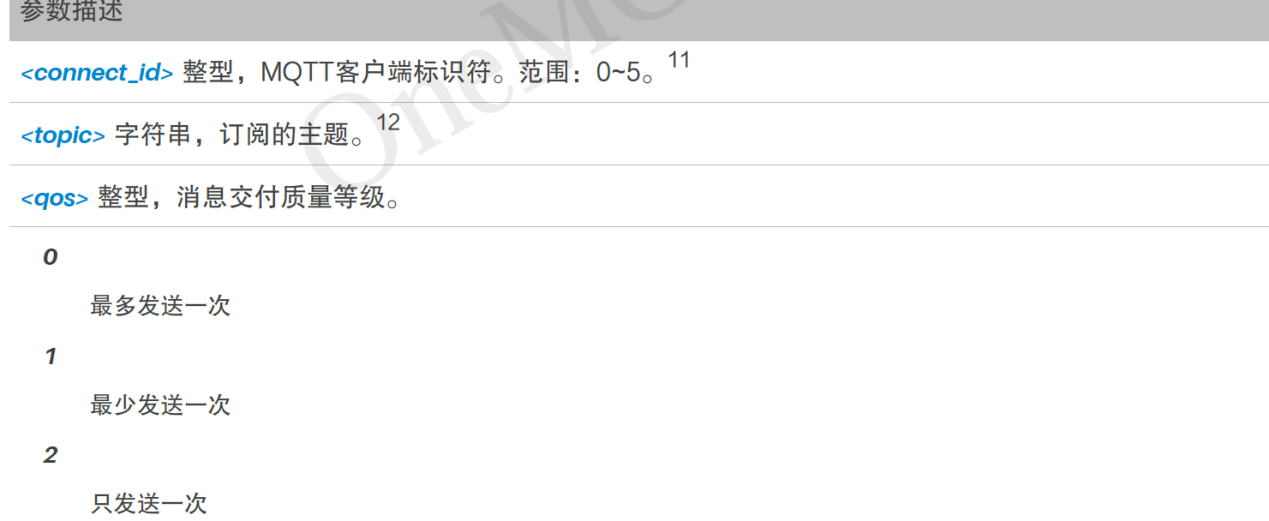 参数描述
<connect_id> 整型，MQTT客户端标识符。范围：0~5。11
<topic> 字符串，订阅的主题。12
<qos> 整型，消息交付质量等级。
0
最多发送一次
1
最少发送一次
2
只发送一次
OneMO